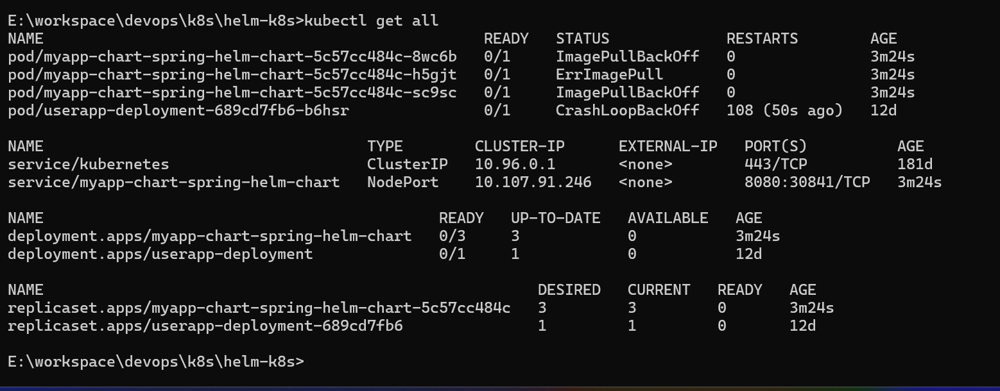 E:\workspace\devops\k8s\helm-k8s>kubectl get all
NAME READY STATUS RESTARTS AGE
pod/myapp-chart-spring-helm-chart-5c57cc484c-8wc6b 0/1 ImagePullBackOff 0 3m24s
pod/myapp-chart-spring-helm-chart-5c57cc484c-h5gjt 0/1 ErrImagePull 0 3m24s
pod/myapp-chart-spring-helm-chart-5c57cc484c-sc9sc 0/1 ImagePullBackOff 0 3m24s
pod/userapp-deployment-689cd7fb6-b6hsr 0/1 CrashLoopBackOff 108 (50s ago) 12d
NAME TYPE CLUSTER-IP EXTERNAL-IP PORT(S) AGE
service/kubernetes ClusterIP 10.96.0.1 <none> 443/TCP 181d
service/myapp-chart-spring-helm-chart NodePort 10.107.91.246 <none> 8080:30841/TCP 3m24s
NAME READY UP-TO-DATE AVAILABLE AGE
deployment.apps/myapp-chart-spring-helm-chart 0/3 3 0 3m24s
deployment.apps/userapp-deployment 0/1 1 0 12d
NAME DESIRED CURRENT READY AGE
replicaset.apps/myapp-chart-spring-helm-chart-5c57cc484c 3 3 0 3m24s
replicaset.apps/userapp-deployment-689cd7fb6 1 1 0 12d
E:\workspace\devops\k8s\helm-k8s>